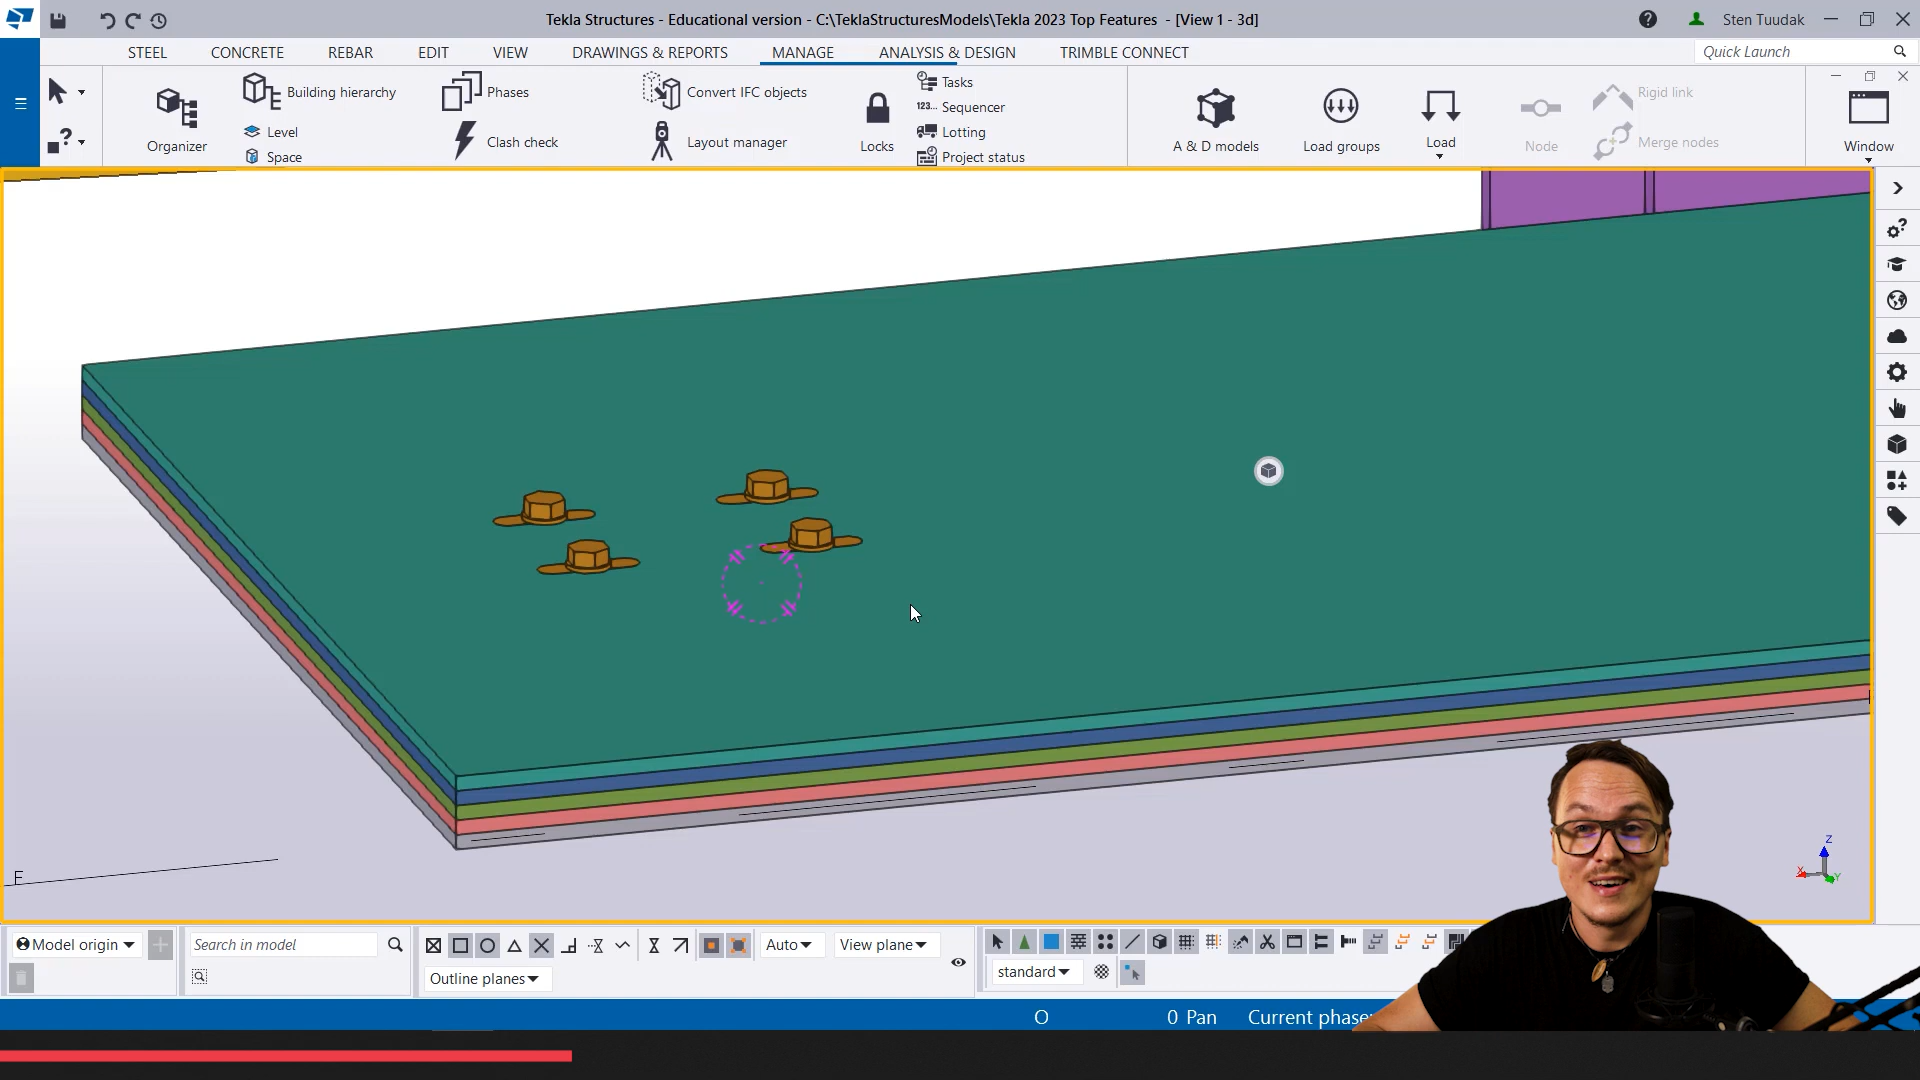 Tekla Structures - Educational version - C:\TeklaStructuresModels\Tekla 2023 Top Features - [View 1 - 3d]
Sten Tuudak
STEEL CONCRETE REBAR EDIT VIEW DRAWINGS & REPORTS MANAGE ANALYSIS & DESIGN TRIMBLE CONNECT
Quick Launch
Organizer
Building hierarchy
Level
Space
Phases
Clash check
Convert IFC objects
Layout manager
Locks
Tasks
123... Sequencer
Lotting
Project status
A & D models
Load groups
Load
Node
Rigid link
Merge nodes
Window
Z
X
Y
Model origin
Search in model
Auto
View plane
Outline planes
standard
O
0 Pan
Current phase: